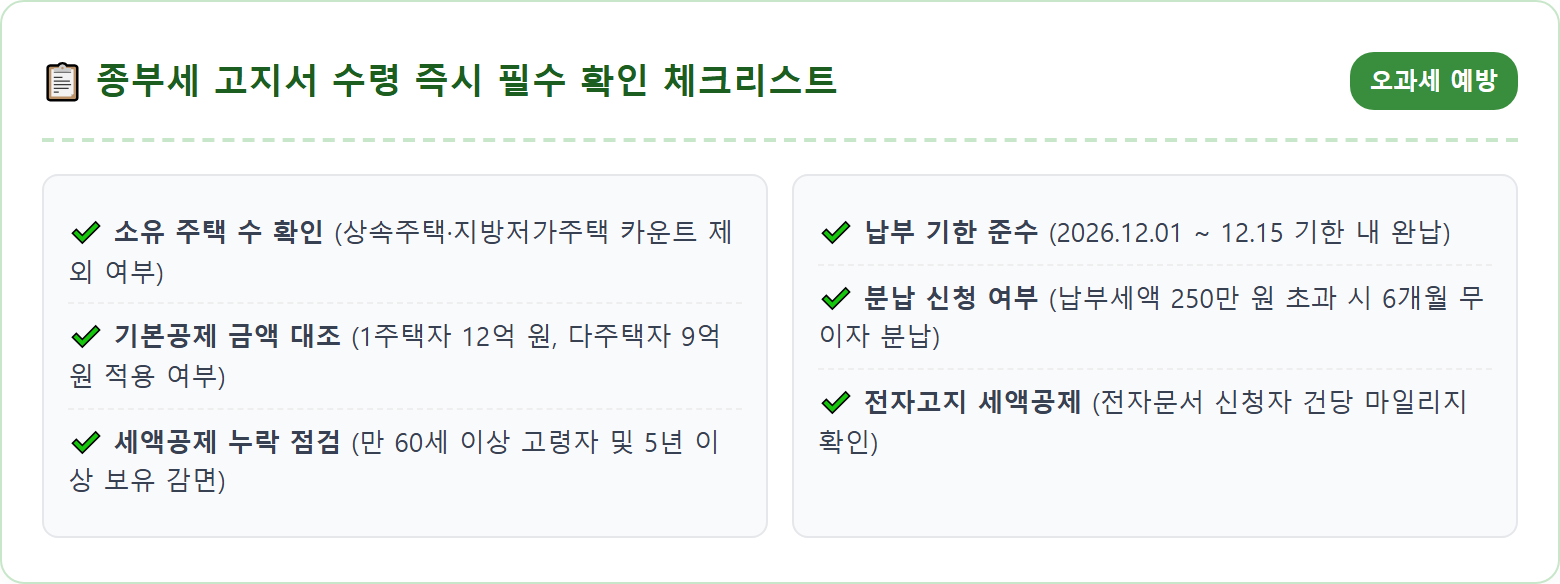 종부세 고지서 수령 즉시 필수 확인 체크리스트
오과세 예방
소유 주택 수 확인 (상속주택·지방저가주택 카운트 제
외 여부)
기본공제 금액 대조 (1주택자 12억 원, 다주택자 9억
원 적용 여부)
세액공제 누락 점검 (만 60세 이상 고령자 및 5년 이
상 보유 감면)
납부 기한 준수 (2026.12.01 ~ 12.15 기한 내 완납)
분납 신청 여부 (납부세액 250만 원 초과 시 6개월 무
이자 분납)
전자고지 세액공제 (전자문서 신청자 건당 마일리지
확인)